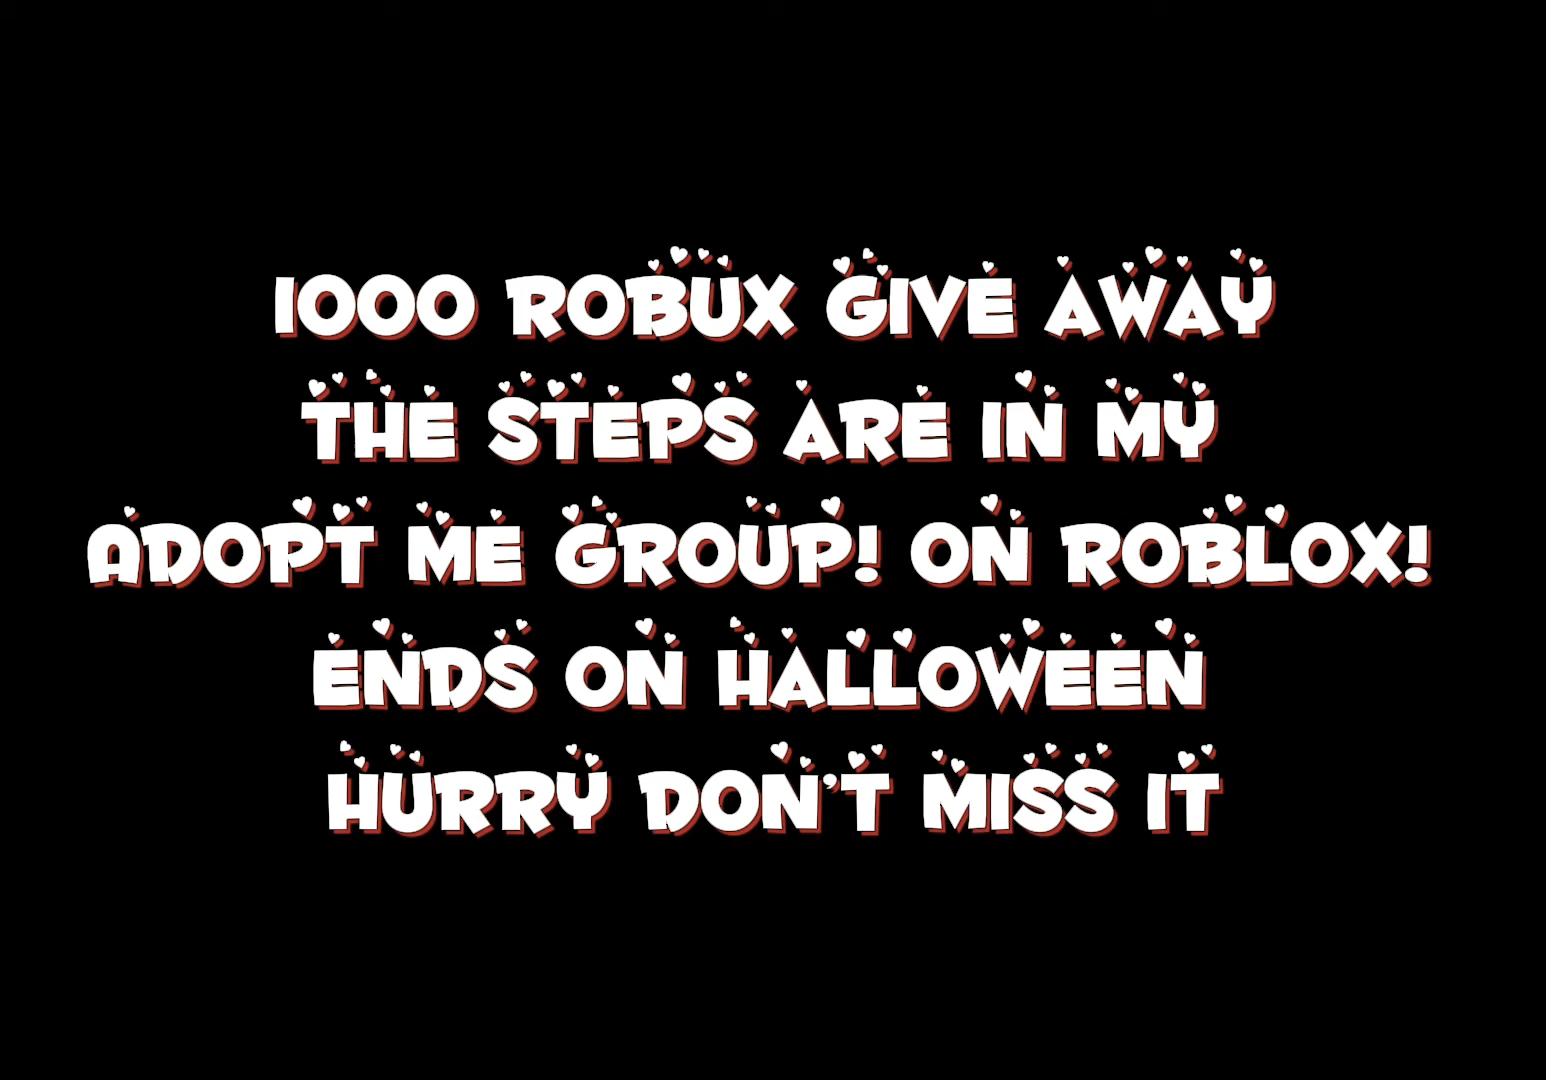 1000 ROBUX GIVE AWAY
THE STEPS ARE IN MY
ADOPT ME GROUP! ON ROBLOX!
ENDS ON HALLOWEEN
HURRY DON'T MISS IT